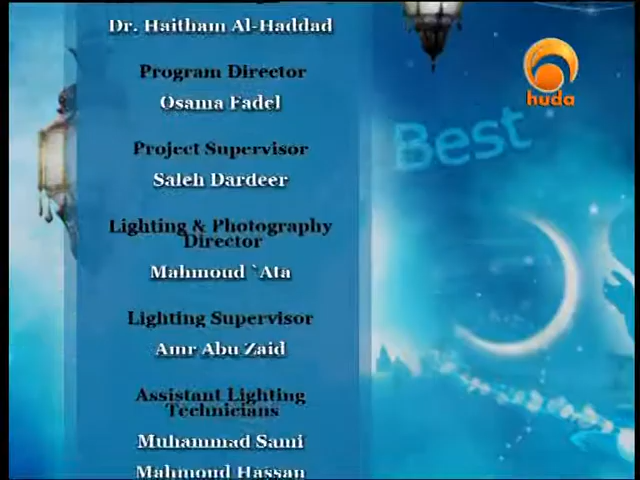 Dr. Haitham Al-Haddad
Program Director
Osama Fadel
Project Supervisor
Saleh Dardeer
Lighting & Photography
Director
Mahmoud `Ata
Lighting Supervisor
Amr Abu Zaid
Assistant Lighting
Technicians
Muhammad Sami
Mahmoud Hassan
huda
Best